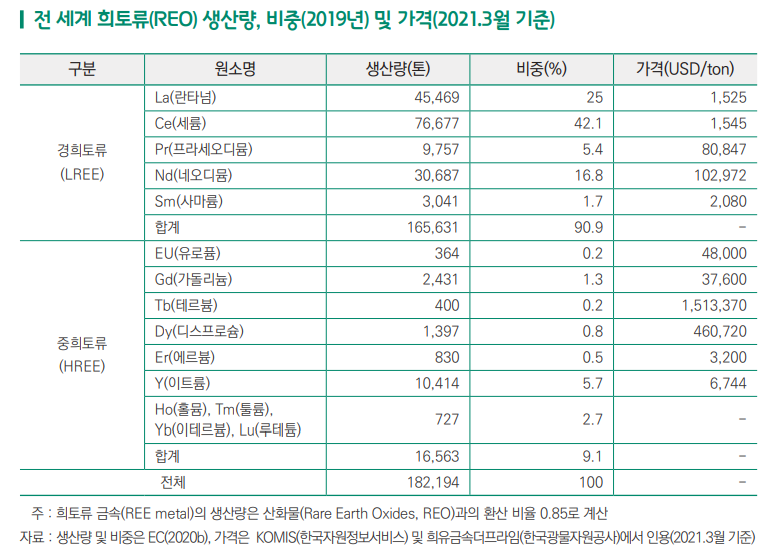 전 세계 희토류(REO) 생산량, 비중(2019년) 및 가격(2021.3월 기준)
구분 원소명 생산량(톤) 비중(%) 가격(USD/ton)
경희토류
(LREE)
La(란타넘) 45,469 25 1,525
Ce(세륨) 76,677 42.1 1,545
Pr(프라세오디뮴) 9,757 5.4 80,847
Nd(네오디뮴) 30,687 16.8 102,972
Sm(사마륨) 3,041 1.7 2,080
합계 165,631 90.9 –
중희토류
(HREE)
EU(유로퓸) 364 0.2 48,000
Gd(가돌리늄) 2,431 1.3 37,600
Tb(테르븀) 400 0.2 1,513,370
Dy(디스프로슘) 1,397 0.8 460,720
Er(에르븀) 830 0.5 3,200
Y(이트륨) 10,414 5.7 6,744
Ho(홀뮴), Tm(툴륨),
Yb(이테르븀), Lu(루테튬) 727 2.7 –
합계 16,563 9.1 –
전체 182,194 100 –
주 : 희토류 금속(REE metal)의 생산량은 산화물(Rare Earth Oxides, REO)과의 환산 비율 0.85로 계산
자료 : 생산량 및 비중은 EC(2020b), 가격은 KOMIS(한국자원정보서비스) 및 희유금속더프라임(한국광물자원공사)에서 인용(2021.3월 기준)